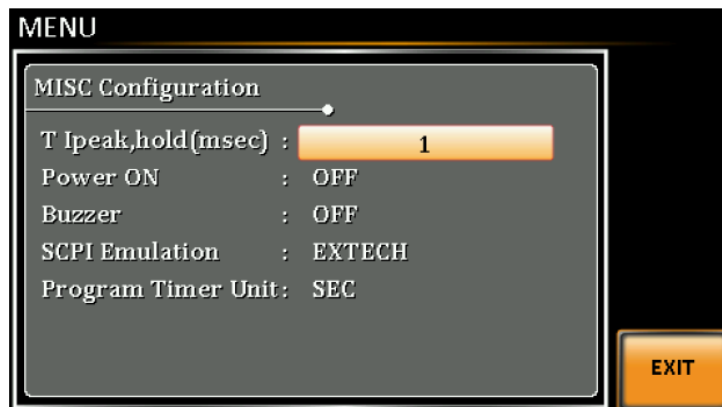 MENU
MISC Configuration
T Ipeak,hold(msec) : 1
Power ON : OFF
Buzzer : OFF
SCPI Emulation : EXTECH
Program Timer Unit: SEC
EXIT